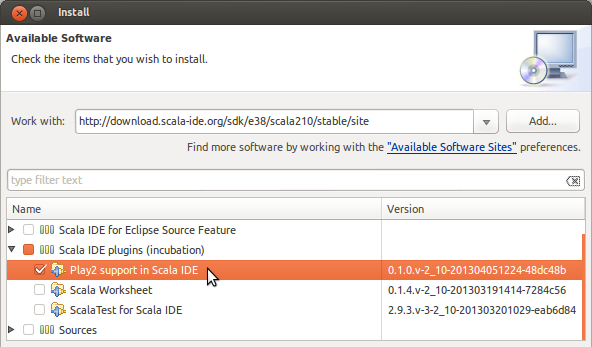 Install
Available Software
Check the items that you wish to install.
Work with: http://download.scala-ide.org/sdk/e38/scala210/stable/site Add...
Find more software by working with the "Available Software Sites" preferences.
type filter text
Name Version
Scala IDE for Eclipse Source Feature
Scala IDE plugins (incubation)
Play2 support in Scala IDE 0.1.0.v-2_10-201304051224-48dc48b
Scala Worksheet 0.1.4.v-2_10-201303191414-7284c56
ScalaTest for Scala IDE 2.9.3.v-3-2_10-201303201029-eab6d84
Sources